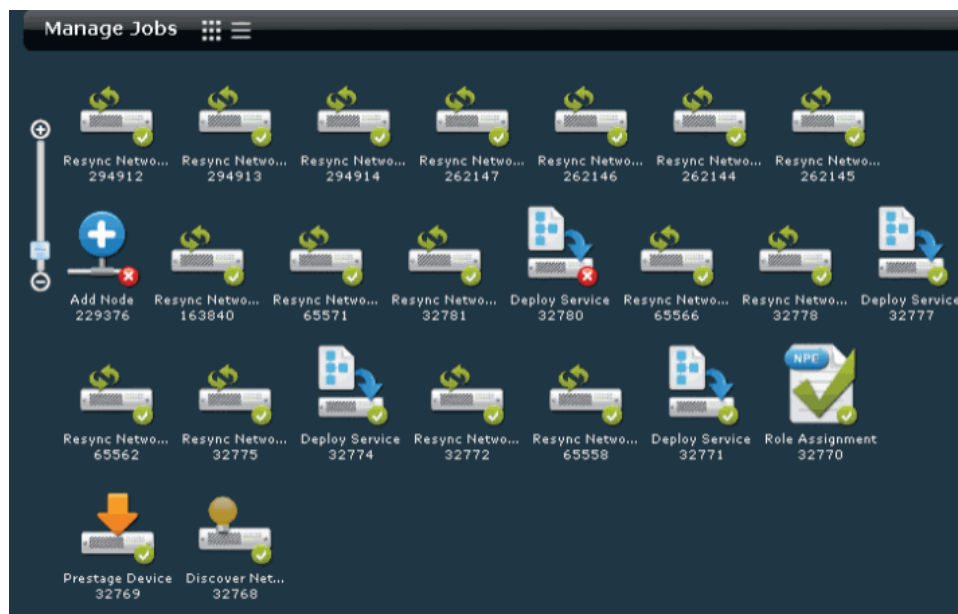 Manage Jobs
Resync Netwo... Resync Netwo... Resync Netwo... Resync Netwo... Resync Netwo... Resync Netwo... Resync Netwo...
294912 294913 294914 262147 262146 262144 262145
Add Node Resync Netwo... Resync Netwo... Resync Netwo... Deploy Service Resync Netwo... Resync Netwo... Deploy Service
229376 163840 65571 32781 32780 65566 32778 32777
NPE
Resync Netwo... Resync Netwo... Deploy Service Resync Netwo... Resync Netwo... Deploy Service Role Assignment
65562 32775 32774 32772 65558 32771 32770
Prestage Device Discover Net...
32769 32768